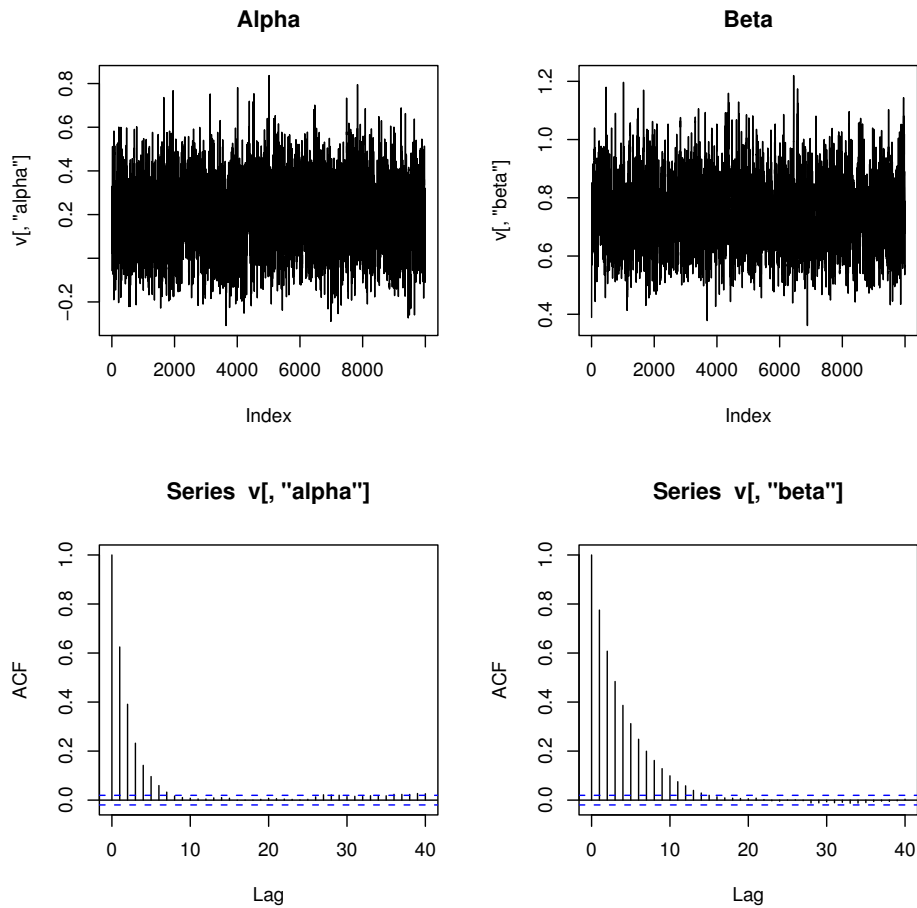 Alpha
v[, "alpha"]
-0.2 0.2 0.4 0.6 0.8
0 2000 4000 6000 8000
Index
Beta
v[, "beta"]
0.4 0.6 0.8 1.0 1.2
0 2000 4000 6000 8000
Index
Series v[, "alpha"]
ACF
0.0 0.2 0.4 0.6 0.8 1.0
0 10 20 30 40
Lag
Series v[, "beta"]
ACF
0.0 0.2 0.4 0.6 0.8 1.0
0 10 20 30 40
Lag